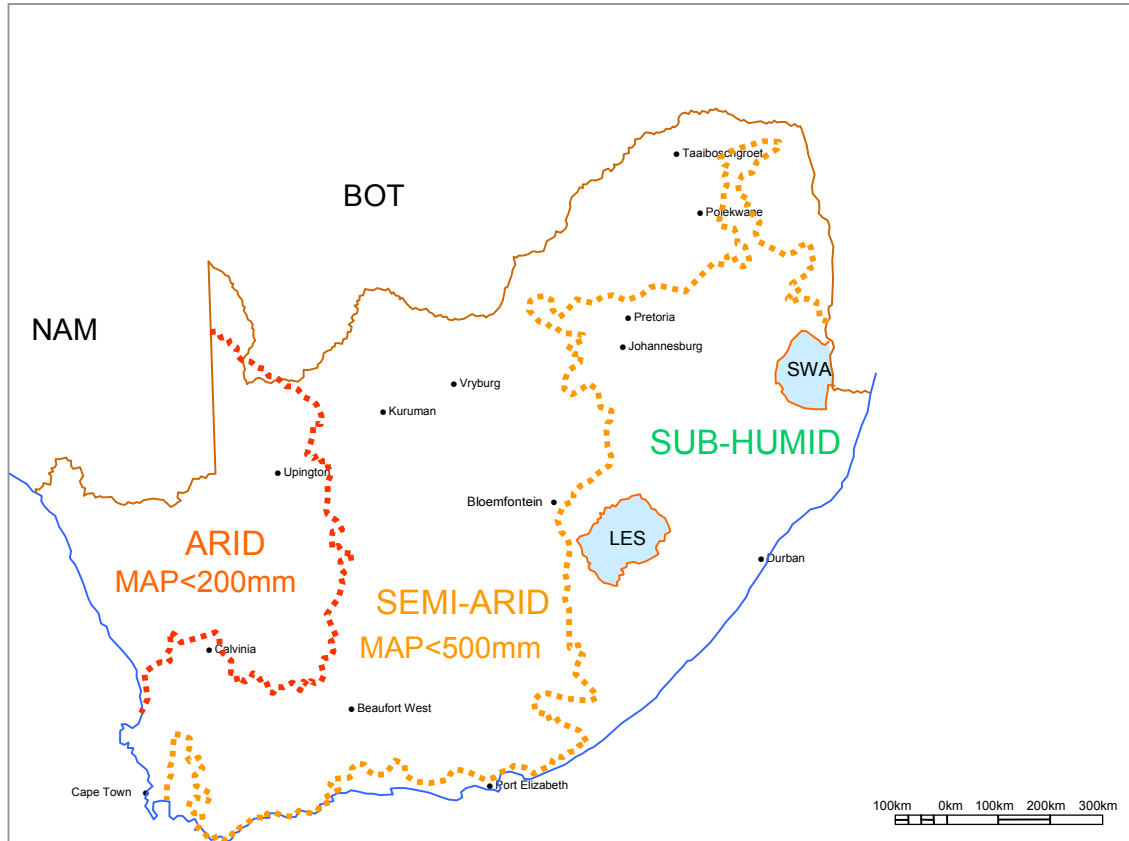 Taaiboschgroet
BOT
Polekwane
NAM
Pretoria
Johannesburg
SWA
Vryburg
Kuruman
SUB-HUMID
Upington
Bloemfontein
LES
ARID
MAP<200mm
Durban
SEMI-ARID
MAP<500mm
Calvinia
Beaufort West
Port Elizabeth
Cape Town
100km 0km 100km 200km 300km